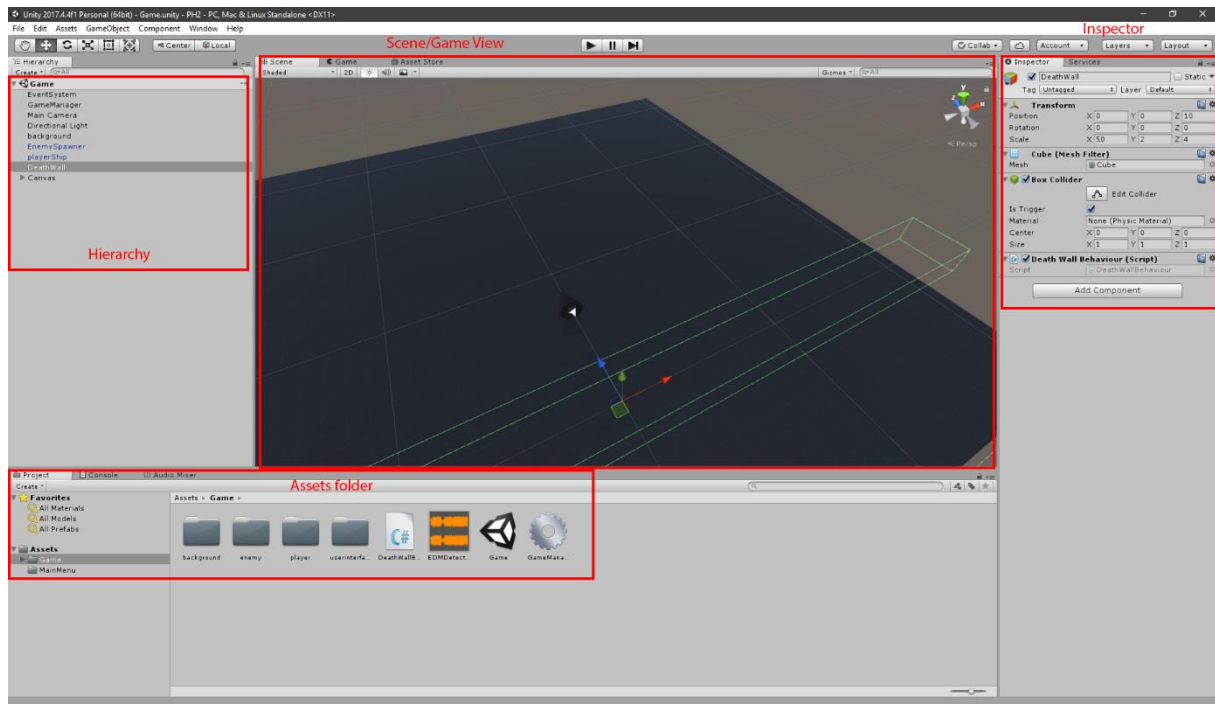 Unity 2017.4.4f1 Personal (64bit) - Game.unity - PH2 - PC, Mac & Linux Standalone <DX11>
File Edit Assets GameObject Component Window Help
Inspector
Scene/Game View
Center Local
Collab
Account
Layers
Layout
Hierarchy
Create
All
Game
EventSystem
GameManager
Main Camera
Directional Light
background
EnemySpawner
playerShip
DeathWall
Canvas
Hierarchy
Scene Game Asset Store
Shaded 2D Gizmos All
y
x
z
Persp
Inspector Services
DeathWall Static
Tag Untagged Layer Default
Transform
Position X 0 Y 0 Z 10
Rotation X 0 Y 0 Z 0
Scale X 50 Y 2 Z 4
Cube (Mesh Filter)
Mesh Cube
Box Collider
Edit Collider
Is Trigger
Material None (Physic Material)
Center X 0 Y 0 Z 0
Size X 1 Y 1 Z 1
Death Wall Behaviour (Script)
Script DeathWallBehaviour
Add Component
Project Console Audio Mixer
Create
Assets folder
Favorites
All Materials
All Models
All Prefabs
Assets
Game
MainMenu
Assets Game
background enemy player userinterfa... DeathWallB... EDMDetect... Game GameMana...
C#